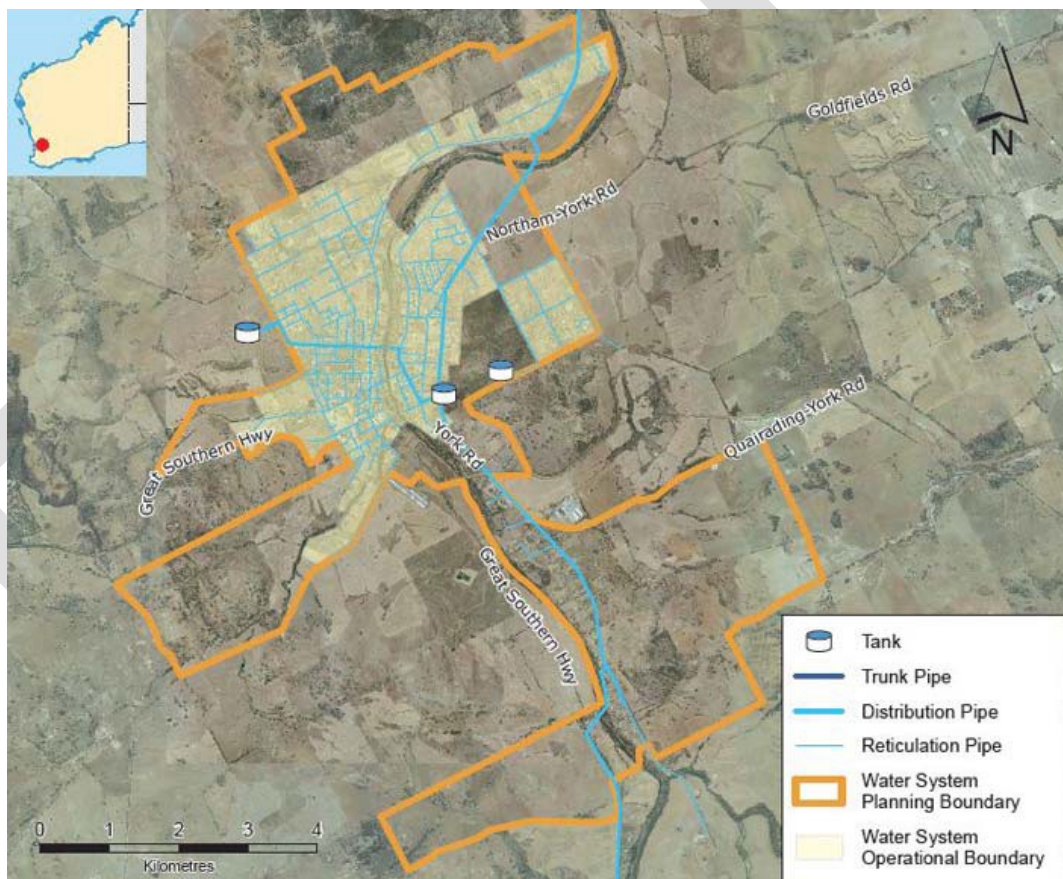 N
Goldfields Rd
Northam-York Rd
Quairading-York Rd
York Rd
Great Southern Hwy
Great Southern Hwy
Tank
Trunk Pipe
Distribution Pipe
Reticulation Pipe
Water System
Planning Boundary
Water System
Operational Boundary
0 1 2 3 4
Kilometres